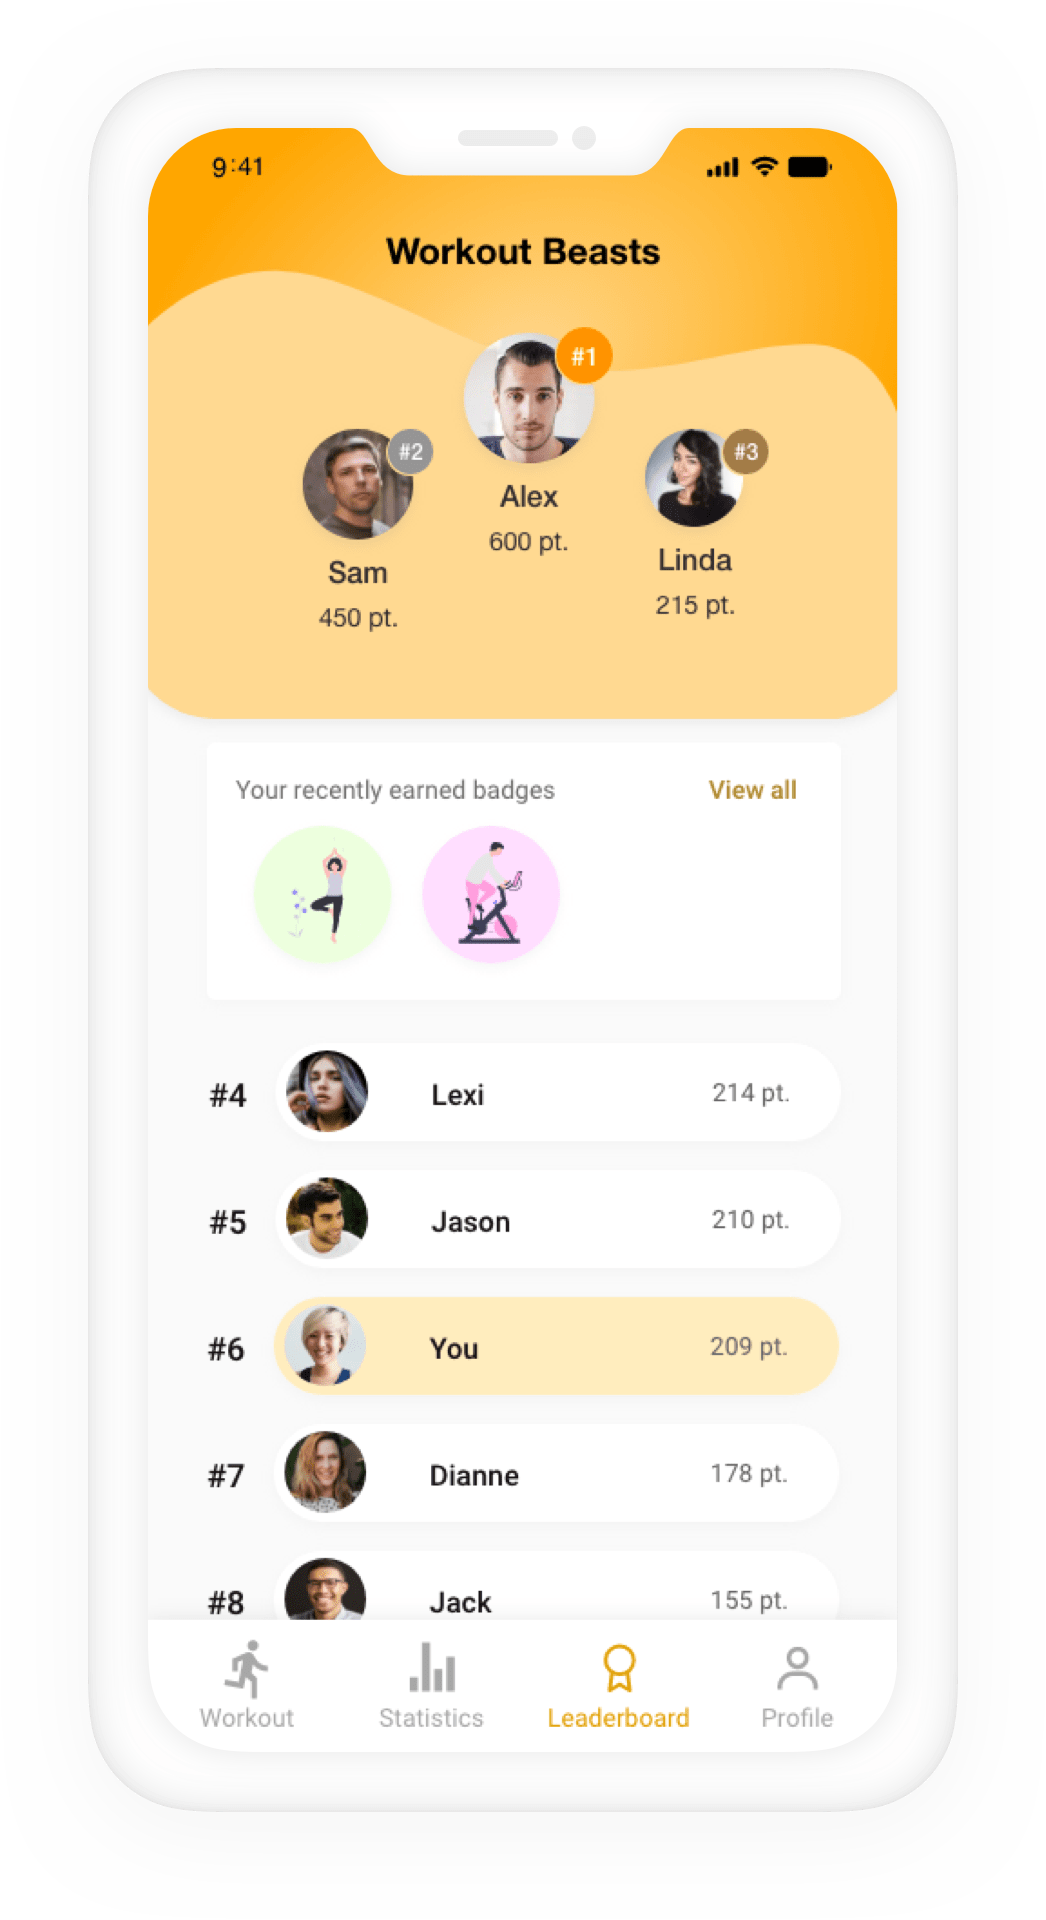 9:41
Workout Beasts
#1
#2
#3
Alex
600 pt.
Sam
450 pt.
Linda
215 pt.
Your recently earned badges View all
#4 Lexi 214 pt.
#5 Jason 210 pt.
#6 You 209 pt.
#7 Dianne 178 pt.
#8 Jack 155 pt.
Workout Statistics Leaderboard Profile